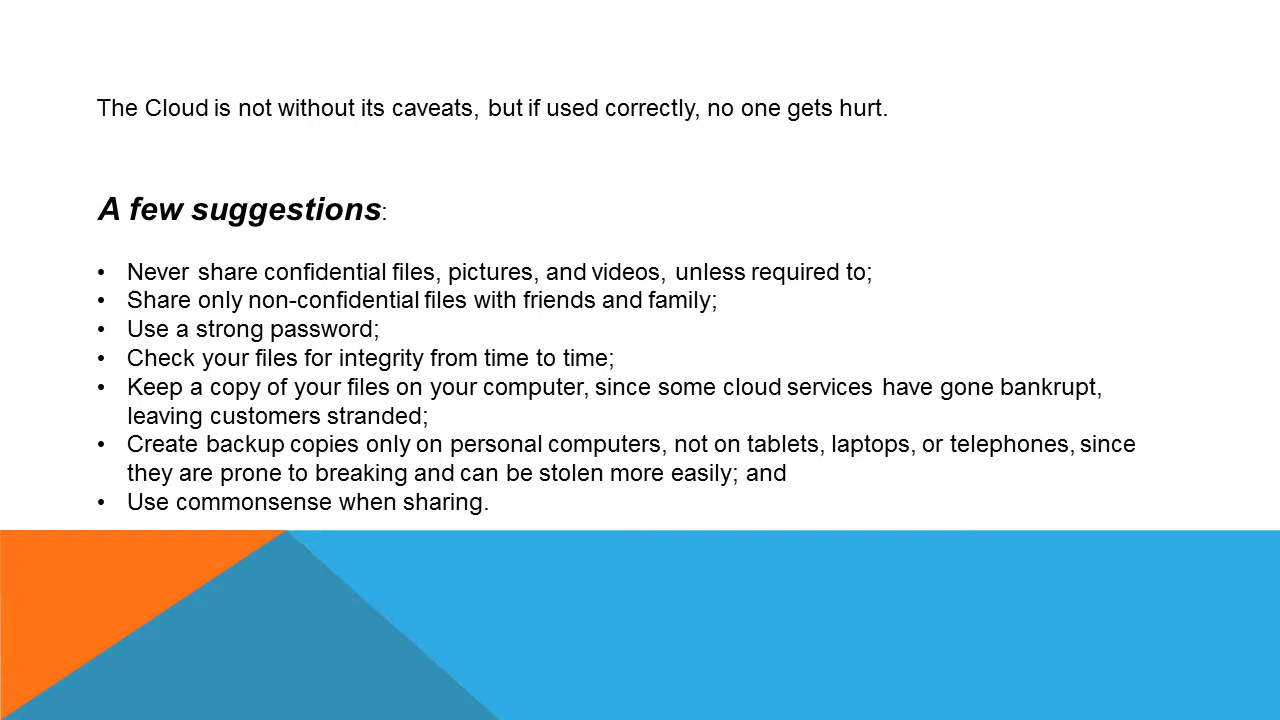 The Cloud is not without its caveats, but if used correctly, no one gets hurt.
A few suggestions:
• Never share confidential files, pictures, and videos, unless required to;
• Share only non-confidential files with friends and family;
• Use a strong password;
• Check your files for integrity from time to time;
• Keep a copy of your files on your computer, since some cloud services have gone bankrupt,
leaving customers stranded;
• Create backup copies only on personal computers, not on tablets, laptops, or telephones, since
they are prone to breaking and can be stolen more easily; and
• Use commonsense when sharing.